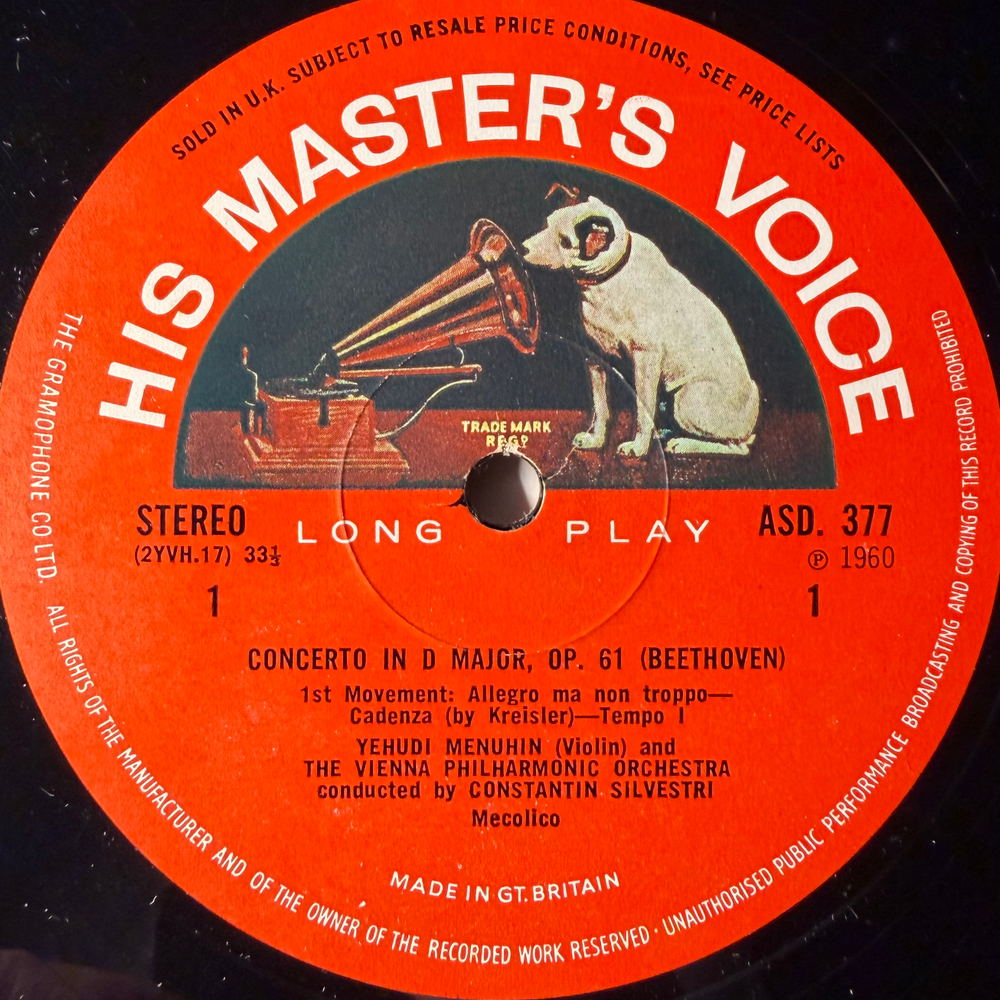 SOLD IN U.K. SUBJECT TO RESALE PRICE CONDITIONS, SEE PRICE LISTS
HIS MASTER'S VOICE
TRADE MARK
REGD
STEREO
LONG PLAY
ASD. 377
(2YVH.17) 33⅓
℗ 1960
1
1
CONCERTO IN D MAJOR, OP. 61 (BEETHOVEN)
1st Movement: Allegro ma non troppo—
Cadenza (by Kreisler)—Tempo I
YEHUDI MENUHIN (Violin) and
THE VIENNA PHILHARMONIC ORCHESTRA
conducted by CONSTANTIN SILVESTRI
Mecolico
MADE IN GT. BRITAIN
THE GRAMOPHONE CO LTD. ALL RIGHTS OF THE MANUFACTURER AND OF THE OWNER OF THE RECORDED WORK RESERVED · UNAUTHORISED PUBLIC PERFORMANCE BROADCASTING AND COPYING OF THIS RECORD PROHIBITED